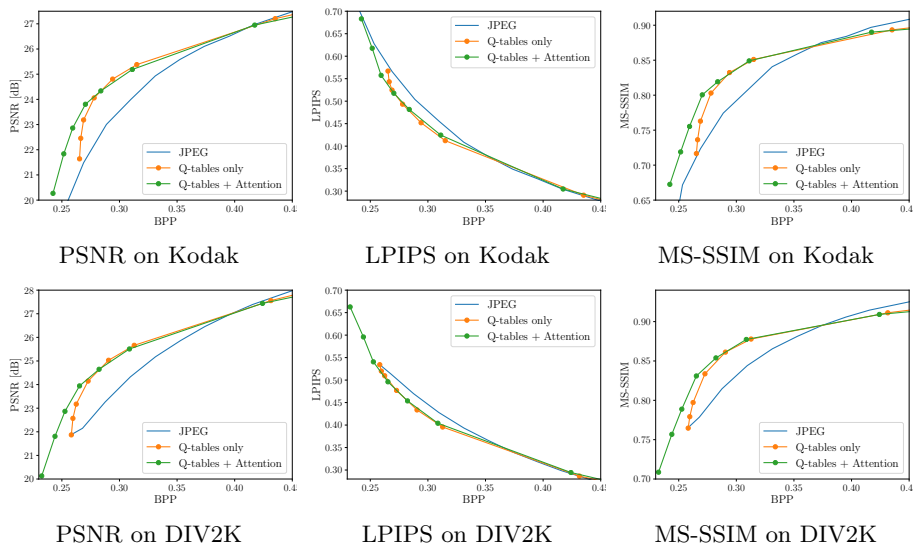 27
26
25
24
23
22
21
20
PSNR [dB]
0.25
0.30
0.35
0.40
0.45
BPP
JPEG
Q-tables only
Q-tables + Attention
PSNR on Kodak
0.70
0.65
0.60
0.55
0.50
0.45
0.40
0.35
0.30
LPIPS
0.25
0.30
0.35
0.40
0.45
BPP
JPEG
Q-tables only
Q-tables + Attention
LPIPS on Kodak
0.90
0.85
0.80
0.75
0.70
0.65
MS-SSIM
0.25
0.30
0.35
0.40
0.45
BPP
JPEG
Q-tables only
Q-tables + Attention
MS-SSIM on Kodak
28
27
26
25
24
23
22
21
20
PSNR [dB]
0.25
0.30
0.35
0.40
0.45
BPP
JPEG
Q-tables only
Q-tables + Attention
PSNR on DIV2K
0.70
0.65
0.60
0.55
0.50
0.45
0.40
0.35
0.30
LPIPS
0.25
0.30
0.35
0.40
0.45
BPP
JPEG
Q-tables only
Q-tables + Attention
LPIPS on DIV2K
0.90
0.85
0.80
0.75
0.70
MS-SSIM
0.25
0.30
0.35
0.40
0.45
BPP
JPEG
Q-tables only
Q-tables + Attention
MS-SSIM on DIV2K